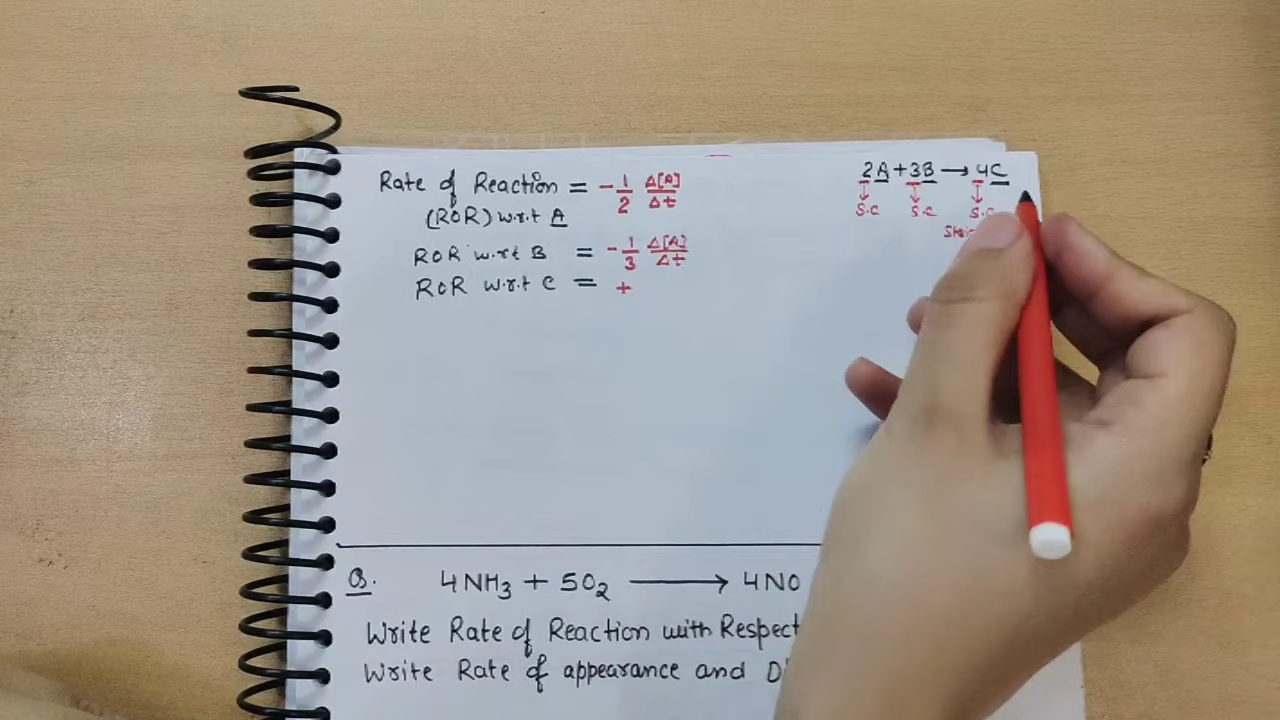 Rate of Reaction = -1/2 Δ[A]/Δt
(ROR) w.r.t A
ROR w.r.t B = -1/3 Δ[A]/Δt
ROR w.r.t C = +
2A + 3B → 4C
S.C S.C S.C
Q. 4NH₃ + 5O₂ → 4NO
Write Rate of Reaction with Respect
Write Rate of appearance and